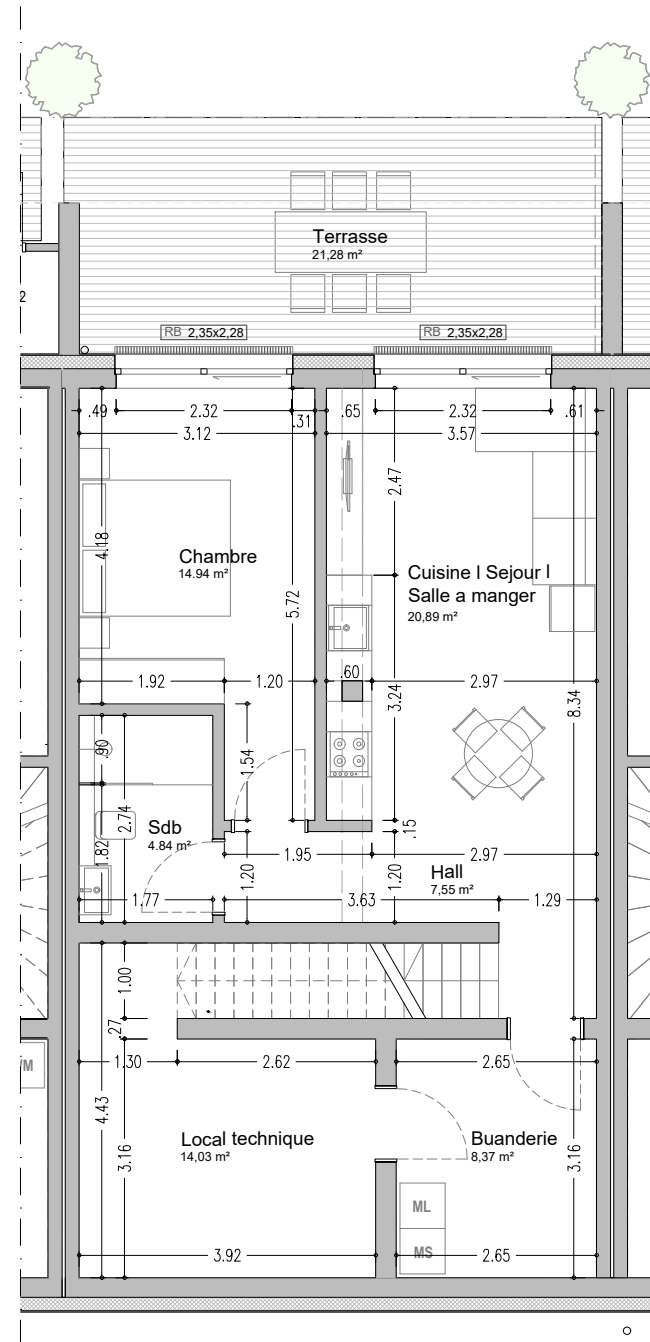 Terrasse
21,28 m²
2
RB 2,35x2,28
RB 2,35x2,28
.49
2.32
.31
.65
2.32
.61
3.12
3.57
2.47
4.18
Chambre
14.94 m²
5.72
Cuisine I Sejour I
Salle a manger
20,89 m²
1.92
1.20
.60
2.97
3.24
8.34
.90
1.54
2.74
Sdb
4.84 m²
1.82
.15
1.95
2.97
1.20
1.20
Hall
7,55 m²
1.77
3.63
1.29
1.00
.27
1.30
2.62
2.65
VM
4.43
3.16
Local technique
14,03 m²
Buanderie
8,37 m²
3.16
ML
MS
3.92
2.65